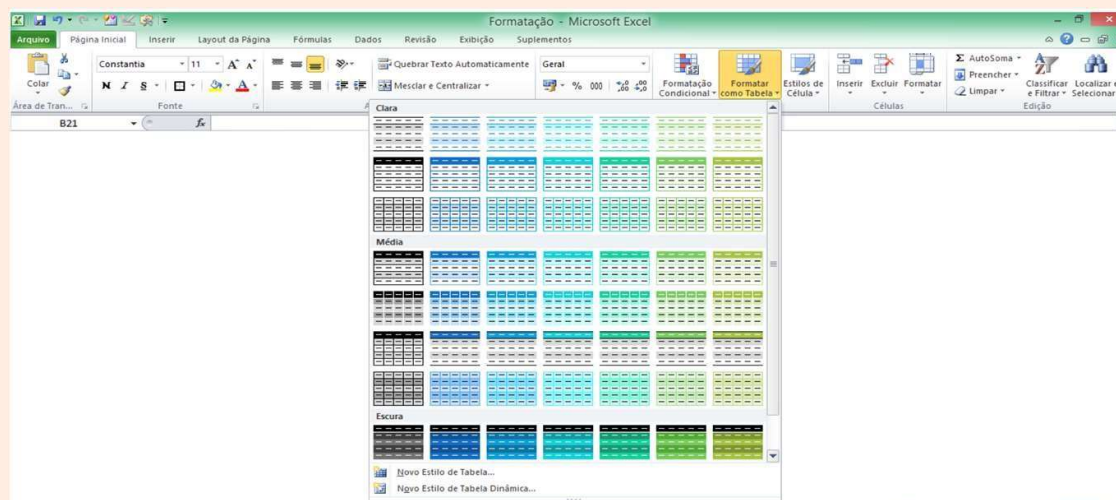 Formatação - Microsoft Excel
Arquivo Página Inicial Inserir Layout da Página Fórmulas Dados Revisão Exibição Suplementos
Constantia 11 A A Quebrar Texto Automaticamente Geral Σ AutoSoma
Colar N I S A Mesclar e Centralizar % 000 Formatação Condicional Formatar como Tabela Estilos de Célula Inserir Excluir Formatar Preencher Limpar Classificar e Filtrar Localizar e Selecionar
Área de Tran... Fonte Células Edição
B21 fx
Clara
Média
Escura
Novo Estilo de Tabela...
Novo Estilo de Tabela Dinâmica...